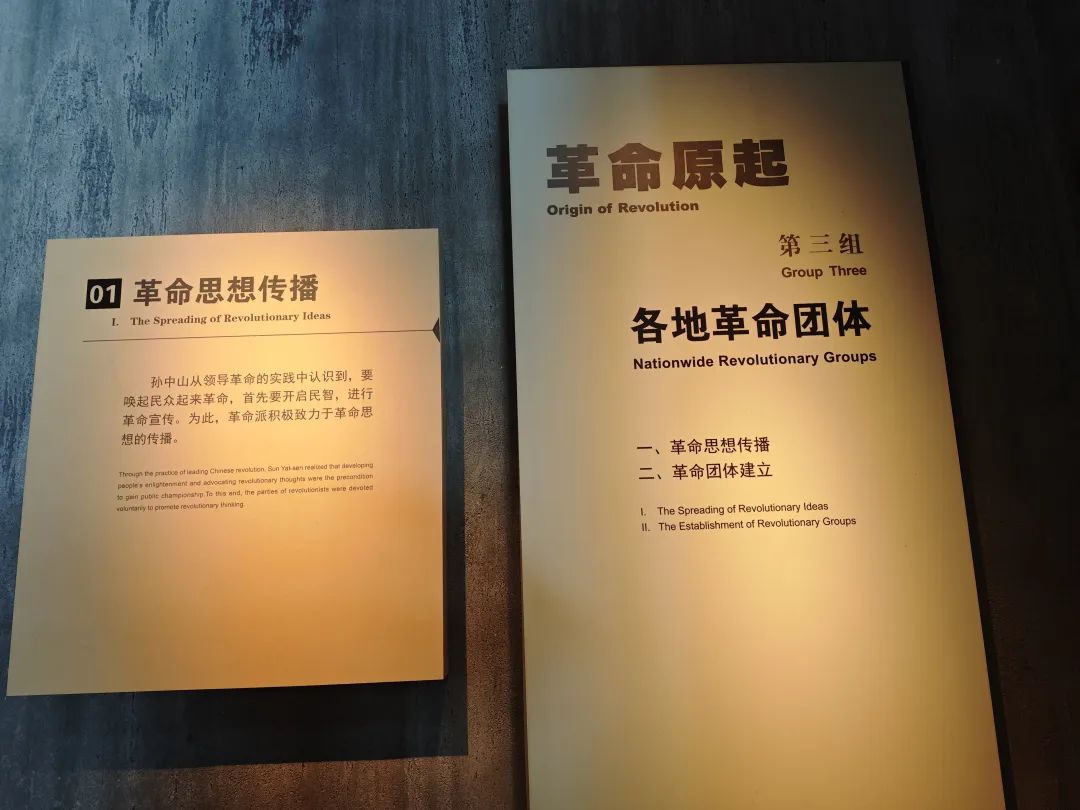 01 革命思想传播
I. The Spreading of Revolutionary Ideas
孙中山从领导革命的实践中认识到，要
唤起民众起来革命，首先要开启民智，进行
革命宣传。为此，革命派积极致力于革命思
想的传播。
Through the practice of leading Chinese revolution, Sun Yat-sen realized that developing
people's enlightenment and advocating revolutionary thoughts were the precondition
to gain public championship.To this end, the parties of revolutionists were devoted
voluntarily to promote revolutionary thinking.
革命原起
Origin of Revolution
第三组
Group Three
各地革命团体
Nationwide Revolutionary Groups
一、革命思想传播
二、革命团体建立
I. The Spreading of Revolutionary Ideas
II. The Establishment of Revolutionary Groups